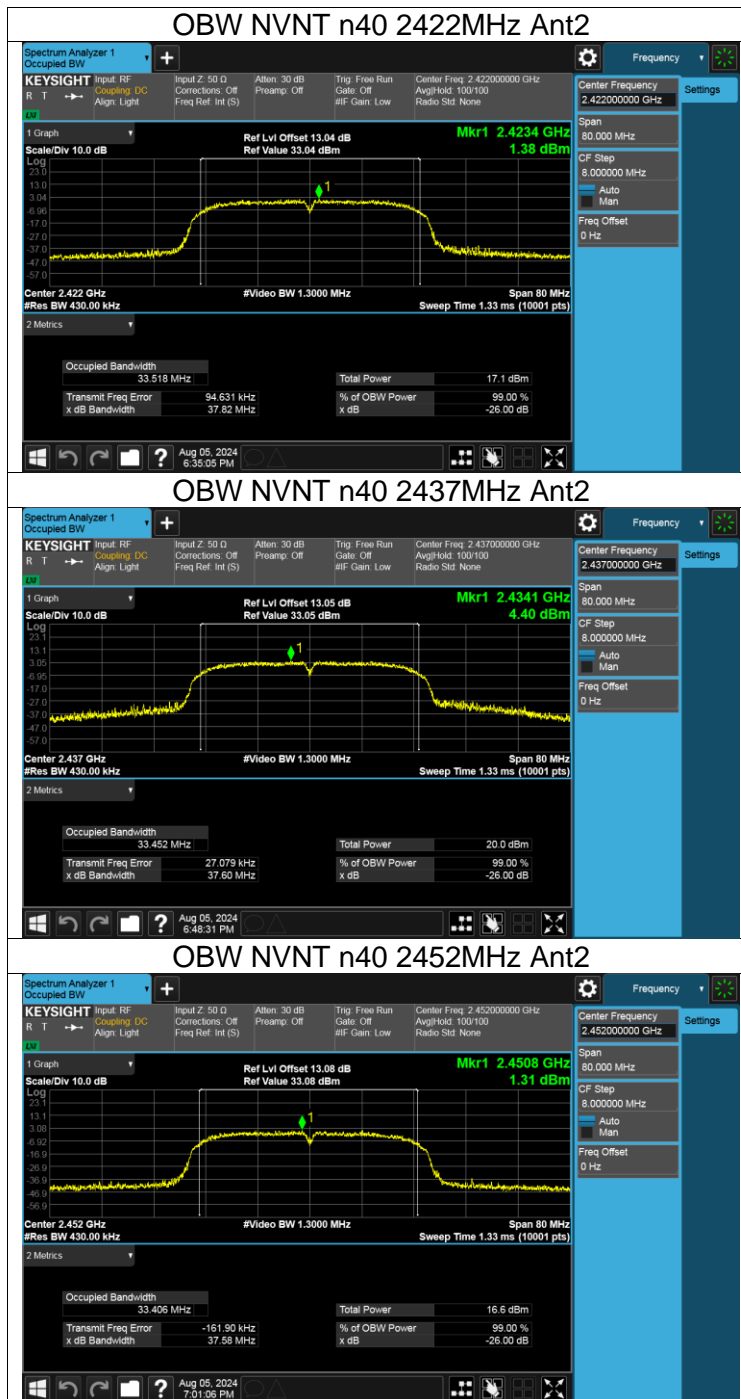 OBW NVNT n40 2422MHz Ant2
Spectrum Analyzer 1
Occupied BW
Frequency
KEYSIGHT Input: RF Input Z: 50 Ω Atten: 30 dB Trig: Free Run Center Freq: 2.422000000 GHz
R T Coupling: DC Corrections: Off Preamp: Off Gate: Off Avg|Hold: 100/100
Align: Light Freq Ref: Int (S) #IF Gain: Low Radio Std: None
LXI
Center Frequency
2.422000000 GHz
Settings
Span
80.000 MHz
CF Step
8.000000 MHz
Auto
Man
Freq Offset
0 Hz
1 Graph Ref Lvl Offset 13.04 dB Mkr1 2.4234 GHz
Scale/Div 10.0 dB Ref Value 33.04 dBm 1.38 dBm
Log
23.0
13.0
3.04
-6.96
-17.0
-27.0
-37.0
-47.0
-57.0
1
Center 2.422 GHz #Video BW 1.3000 MHz Span 80 MHz
#Res BW 430.00 kHz Sweep Time 1.33 ms (10001 pts)
2 Metrics
Occupied Bandwidth
33.518 MHz Total Power 17.1 dBm
Transmit Freq Error 94.631 kHz % of OBW Power 99.00 %
x dB Bandwidth 37.82 MHz x dB -26.00 dB
? Aug 05, 2024
6:35:05 PM
OBW NVNT n40 2437MHz Ant2
Spectrum Analyzer 1
Occupied BW
Frequency
KEYSIGHT Input: RF Input Z: 50 Ω Atten: 30 dB Trig: Free Run Center Freq: 2.437000000 GHz
R T Coupling: DC Corrections: Off Preamp: Off Gate: Off Avg|Hold: 100/100
Align: Light Freq Ref: Int (S) #IF Gain: Low Radio Std: None
LXI
Center Frequency
2.437000000 GHz
Settings
Span
80.000 MHz
CF Step
8.000000 MHz
Auto
Man
Freq Offset
0 Hz
1 Graph Ref Lvl Offset 13.05 dB Mkr1 2.4341 GHz
Scale/Div 10.0 dB Ref Value 33.05 dBm 4.40 dBm
Log
23.1
13.1
3.05
-6.95
-17.0
-27.0
-37.0
-47.0
-57.0
1
Center 2.437 GHz #Video BW 1.3000 MHz Span 80 MHz
#Res BW 430.00 kHz Sweep Time 1.33 ms (10001 pts)
2 Metrics
Occupied Bandwidth
33.452 MHz Total Power 20.0 dBm
Transmit Freq Error 27.079 kHz % of OBW Power 99.00 %
x dB Bandwidth 37.60 MHz x dB -26.00 dB
? Aug 05, 2024
6:48:31 PM
OBW NVNT n40 2452MHz Ant2
Spectrum Analyzer 1
Occupied BW
Frequency
KEYSIGHT Input: RF Input Z: 50 Ω Atten: 30 dB Trig: Free Run Center Freq: 2.452000000 GHz
R T Coupling: DC Corrections: Off Preamp: Off Gate: Off Avg|Hold: 100/100
Align: Light Freq Ref: Int (S) #IF Gain: Low Radio Std: None
LXI
Center Frequency
2.452000000 GHz
Settings
Span
80.000 MHz
CF Step
8.000000 MHz
Auto
Man
Freq Offset
0 Hz
1 Graph Ref Lvl Offset 13.08 dB Mkr1 2.4508 GHz
Scale/Div 10.0 dB Ref Value 33.08 dBm 1.31 dBm
Log
23.1
13.1
3.08
-6.92
-16.9
-26.9
-36.9
-46.9
-56.9
1
Center 2.452 GHz #Video BW 1.3000 MHz Span 80 MHz
#Res BW 430.00 kHz Sweep Time 1.33 ms (10001 pts)
2 Metrics
Occupied Bandwidth
33.406 MHz Total Power 16.6 dBm
Transmit Freq Error -161.90 kHz % of OBW Power 99.00 %
x dB Bandwidth 37.58 MHz x dB -26.00 dB
? Aug 05, 2024
7:01:06 PM